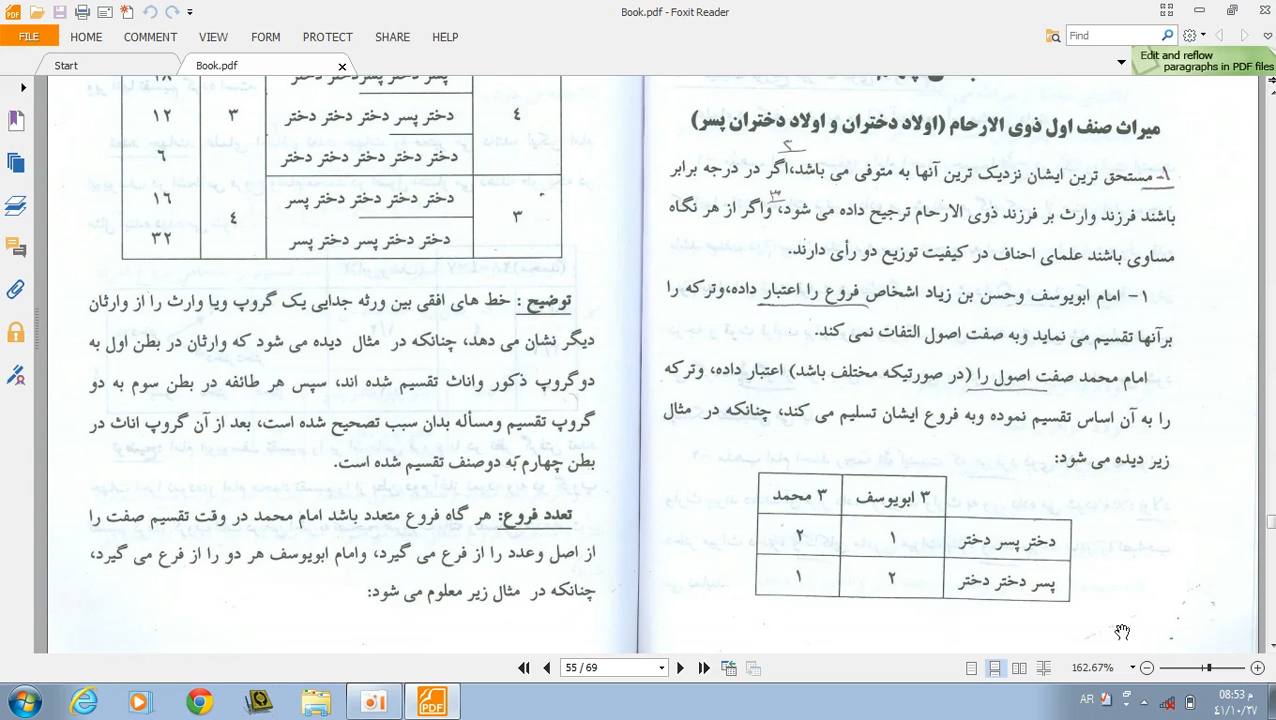 Book.pdf - Foxit Reader
FILE HOME COMMENT VIEW FORM PROTECT SHARE HELP
Find
Start Book.pdf
Edit and reflow
paragraphs in PDF files
میراث صنف اول ذوی الارحام (اولاد دختران و اولاد دختران پسر)
۱- مستحق ترین ایشان نزدیک ترین آنها به متوفی می باشد،اگر در درجه برابر
باشند فرزند وارث بر فرزند ذوی الارحام ترجیح داده می شود، واگر از هر نگاه
مساوی باشند علمای احناف در کیفیت توزیع دو رأی دارند.
۱- امام ابویوسف وحسن بن زیاد اشخاص فروع را اعتبار داده،وترکه را
برآنها تقسیم می نماید وبه صفت اصول التفات نمی کند.
امام محمد صفت اصول را (در صورتیکه مختلف باشد) اعتبار داده، وترکه
را به آن اساس تقسیم نموده وبه فروع ایشان تسلیم می کند، چنانکه در مثال
زیر دیده می شود:
۳ ابویوسف ۳ محمد
دختر پسر دختر ۱ ۲
پسر دختر دختر ۲ ۱
پسر دختر پسردختر دختر
۴ دختر پسر دختر دختر دختر ۳ ۱۲
دختر دختر دختر دختر دختر ۶
دختر دختر دختر دختر پسر ۱۶
۳ ۴
دختر دختر پسر دختر پسر ۳۲
توضیح : خط های افقی بین ورثه جدایی یک گروپ ویا وارث را از وارثان
دیگر نشان می دهد، چنانکه در مثال دیده می شود که وارثان در بطن اول به
دوگروپ ذکور واناث تقسیم شده اند، سپس هر طائفه در بطن سوم به دو
گروپ تقسیم ومسأله بدان سبب تصحیح شده است، بعد از آن گروپ اناث در
بطن چهارم به دوصنف تقسیم شده است.
تعدد فروع: هر گاه فروع متعدد باشد امام محمد در وقت تقسیم صفت را
از اصل وعدد را از فرع می گیرد، وامام ابویوسف هر دو را از فرع می گیرد،
چنانکه در مثال زیر معلوم می شود:
55 / 69
162.67%
AR
08:53 م
٤١/١٠/٢٧